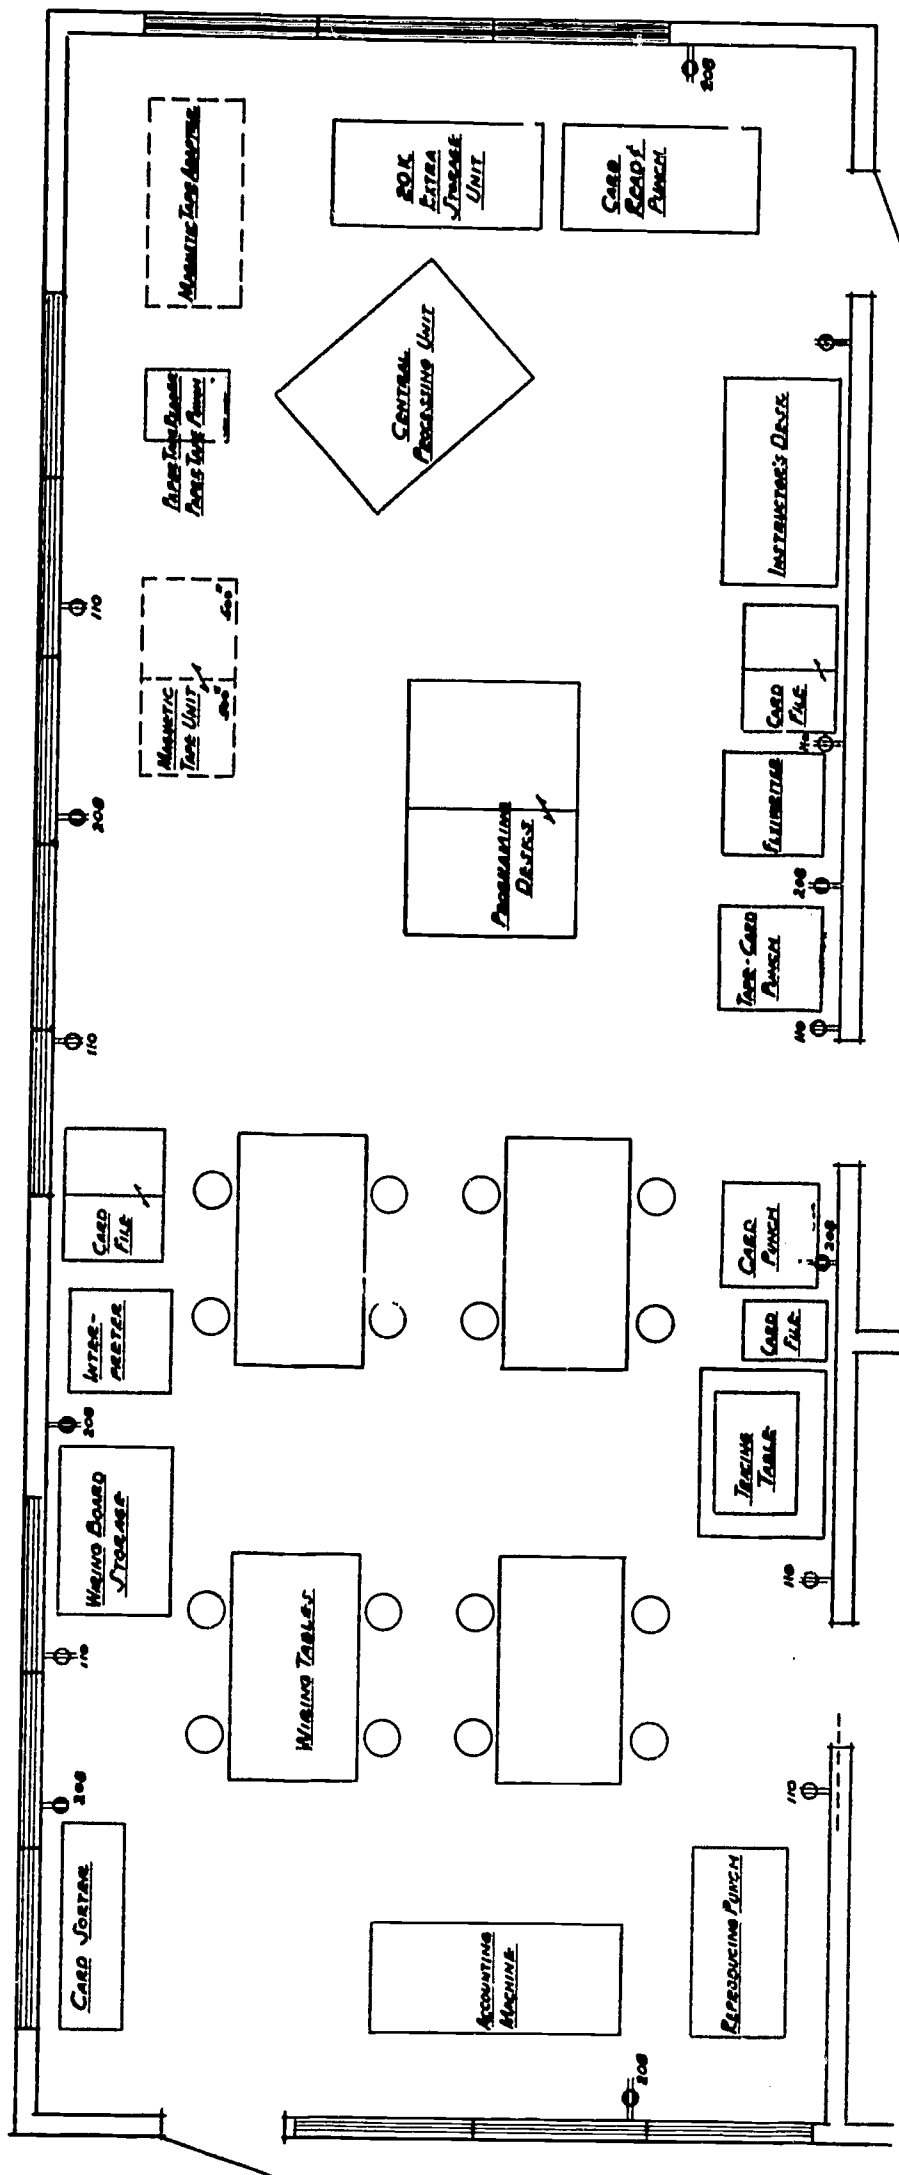 CARD SORTER
208
110
WIRING BOARD
STORAGE
208
INTER-
PRETER
CARD
FILE
110
208
110
MAGNETIC
TAPE UNIT
PAPER TAPE READER
PAPER TAPE PUNCH
MAGNETIC TAPE ADAPTER
WIRING TABLES
ACCOUNTING
MACHINE
PROGRAMING
DESKS
CENTRAL
PROCESSING UNIT
20K
EXTRA
STORAGE
UNIT
CARD
READ &
PUNCH
208
208
REPRODUCING PUNCH
110
110
TRACING
TABLE
CARD
FILE
CARD
PUNCH
208
110
TAPE-CARD
PUNCH
208
110
CARD
FILE
INSTRUCTOR'S DESK